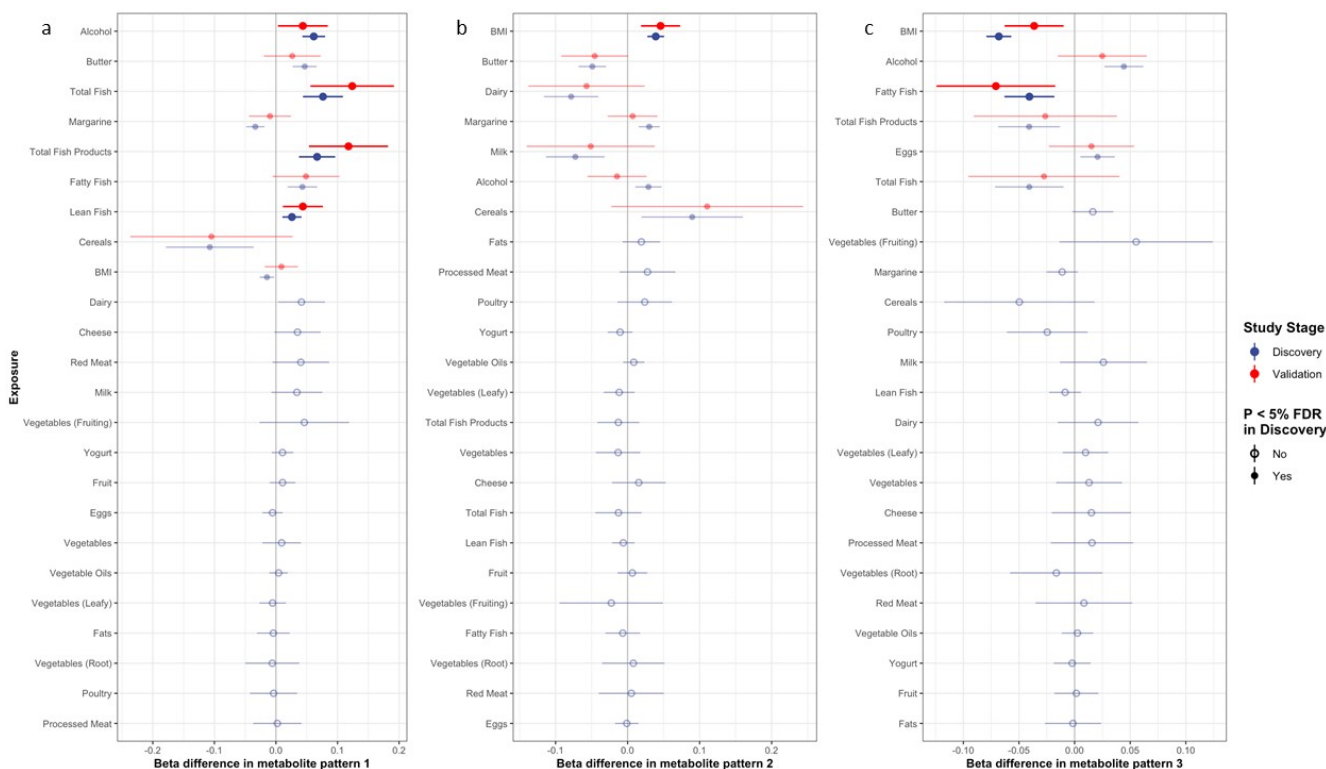 a
Exposure
Alcohol
Butter
Total Fish
Margarine
Total Fish Products
Fatty Fish
Lean Fish
Cereals
BMI
Dairy
Cheese
Red Meat
Milk
Vegetables (Fruiting)
Yogurt
Fruit
Eggs
Vegetables
Vegetable Oils
Vegetables (Leafy)
Fats
Vegetables (Root)
Poultry
Processed Meat
-0.2 -0.1 0.0 0.1 0.2
Beta difference in metabolite pattern 1
b
BMI
Butter
Dairy
Margarine
Milk
Alcohol
Cereals
Fats
Processed Meat
Poultry
Yogurt
Vegetable Oils
Vegetables (Leafy)
Total Fish Products
Vegetables
Cheese
Total Fish
Lean Fish
Fruit
Vegetables (Fruiting)
Fatty Fish
Vegetables (Root)
Red Meat
Eggs
-0.1 0.0 0.1 0.2
Beta difference in metabolite pattern 2
c
BMI
Alcohol
Fatty Fish
Total Fish Products
Eggs
Total Fish
Butter
Vegetables (Fruiting)
Margarine
Cereals
Poultry
Milk
Lean Fish
Dairy
Vegetables (Leafy)
Vegetables
Cheese
Processed Meat
Vegetables (Root)
Red Meat
Vegetable Oils
Yogurt
Fruit
Fats
-0.10 -0.05 0.00 0.05 0.10
Beta difference in metabolite pattern 3
Study Stage
Discovery
Validation
P < 5% FDR
in Discovery
No
Yes